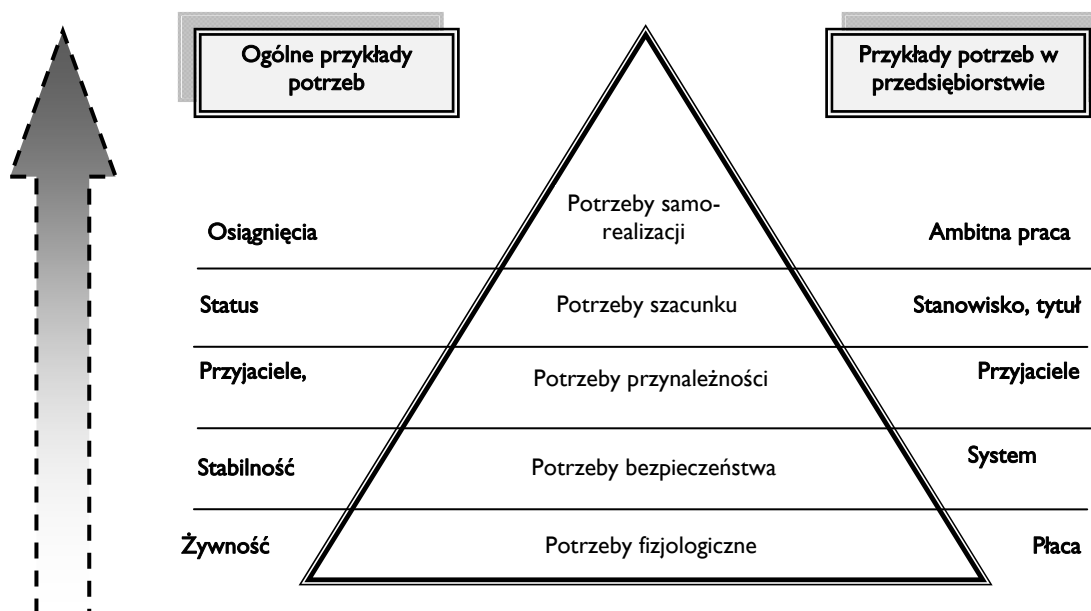 Ogólne przykłady
potrzeb
Przykłady potrzeb w
przedsiębiorstwie
Potrzeby samo-
realizacji
Osiągnięcia
Ambitna praca
Status
Potrzeby szacunku
Stanowisko, tytuł
Przyjaciele,
Potrzeby przynależności
Przyjaciele
Stabilność
Potrzeby bezpieczeństwa
System
Żywność
Potrzeby fizjologiczne
Płaca